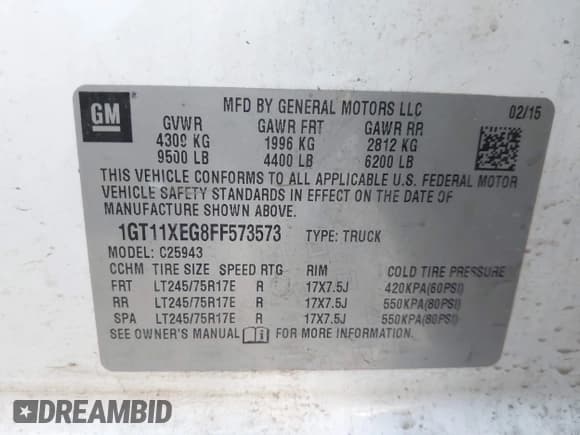 GM
MFD BY GENERAL MOTORS LLC 02/15
GVWR GAWR FRT GAWR RR
4309 KG 1996 KG 2812 KG
9500 LB 4400 LB 6200 LB
THIS VEHICLE CONFORMS TO ALL APPLICABLE U.S. FEDERAL MOTOR
VEHICLE SAFETY STANDARDS IN EFFECT ON THE DATE OF
MANUFACTURE SHOWN ABOVE.
1GT11XEG8FF573573 TYPE: TRUCK
MODEL: C25943
CCHM TIRE SIZE SPEED RTG RIM COLD TIRE PRESSURE
FRT LT245/75R17E R 17X7.5J 420KPA(60PSI)
RR LT245/75R17E R 17X7.5J 550KPA(80PSI)
SPA LT245/75R17E R 17X7.5J 550KPA(80PSI)
SEE OWNER'S MANUAL FOR MORE INFORMATION.
DREAMBID